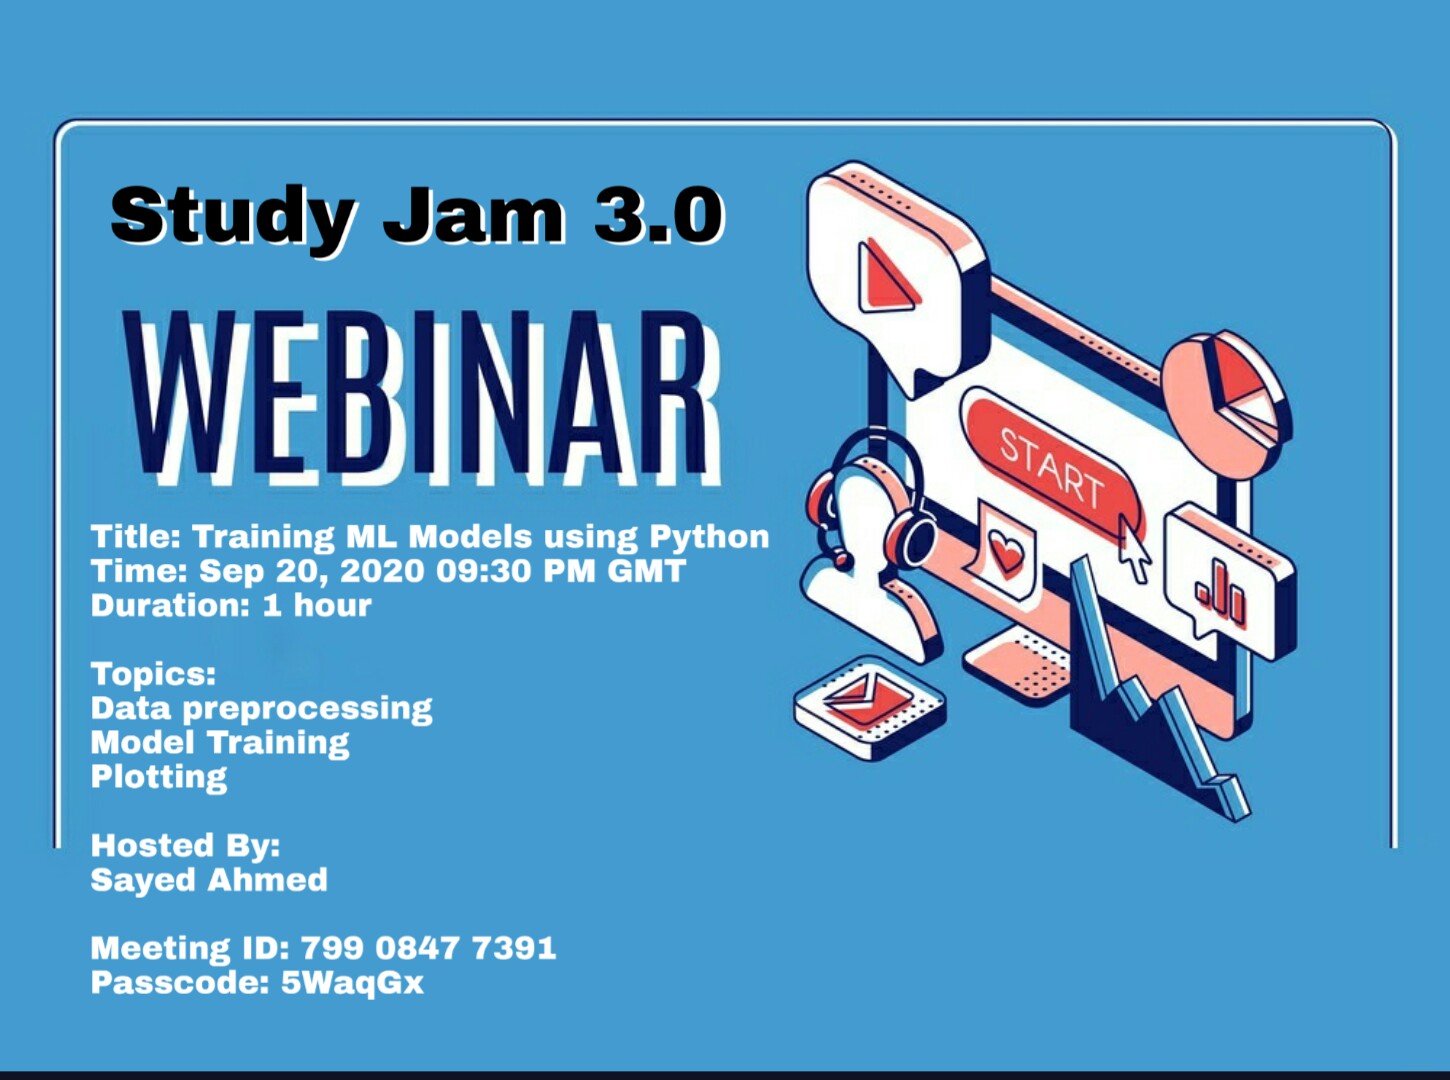 Study Jam 3.0
WEBINAR
Title: Training ML Models using Python
Time: Sep 20, 2020 09:30 PM GMT
Duration: 1 hour
Topics:
Data preprocessing
Model Training
Plotting
Hosted By:
Sayed Ahmed
Meeting ID: 799 0847 7391
Passcode: 5WaqGx
START